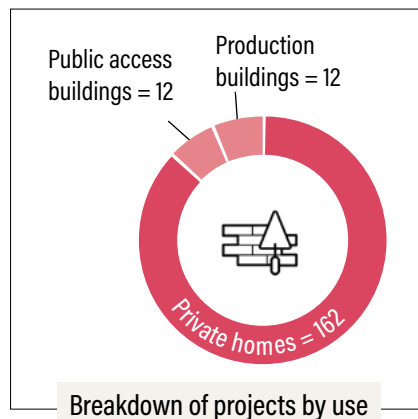 Public access
buildings = 12
Production
buildings = 12
Private homes = 162
Breakdown of projects by use